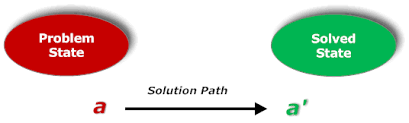 Problem
State
Solved
State
Solution Path
a
a'